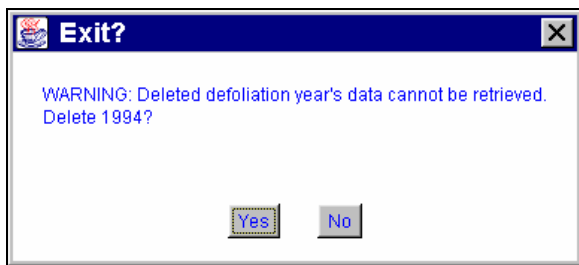 Exit?
WARNING: Deleted defoliation year's data cannot be retrieved.
Delete 1994?
Yes No